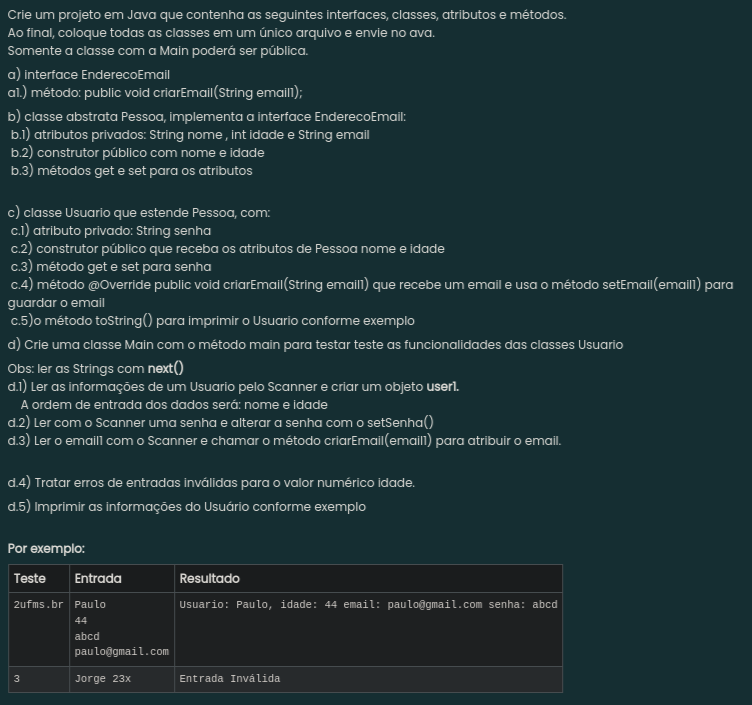 Crie um projeto em Java que contenha as seguintes interfaces, classes, atributos e métodos.
Ao final, coloque todas as classes em um único arquivo e envie no ava.
Somente a classe com a Main poderá ser pública.
a) interface EnderecoEmail
a1.) método: public void criarEmail(String email1);
b) classe abstrata Pessoa, implementa a interface EnderecoEmail:
b.1) atributos privados: String nome , int idade e String email
b.2) construtor público com nome e idade
b.3) métodos get e set para os atributos
c) classe Usuario que estende Pessoa, com:
c.1) atributo privado: String senha
c.2) construtor público que receba os atributos de Pessoa nome e idade
c.3) método get e set para senha
c.4) método @Override public void criarEmail(String email1) que recebe um email e usa o método setEmail(email1) para
guardar o email
c.5)o método toString() para imprimir o Usuario conforme exemplo
d) Crie uma classe Main com o método main para testar teste as funcionalidades das classes Usuario
Obs: ler as Strings com next()
d.1) Ler as informações de um Usuario pelo Scanner e criar um objeto user1.
A ordem de entrada dos dados será: nome e idade
d.2) Ler com o Scanner uma senha e alterar a senha com o setSenha()
d.3) Ler o email1 com o Scanner e chamar o método criarEmail(email1) para atribuir o email.
d.4) Tratar erros de entradas inválidas para o valor numérico idade.
d.5) Imprimir as informações do Usuário conforme exemplo
Por exemplo:
Teste Entrada Resultado
2ufms.br Paulo Usuario: Paulo, idade: 44 email: paulo@gmail.com senha: abcd
44
abcd
paulo@gmail.com
3 Jorge 23x Entrada Inválida